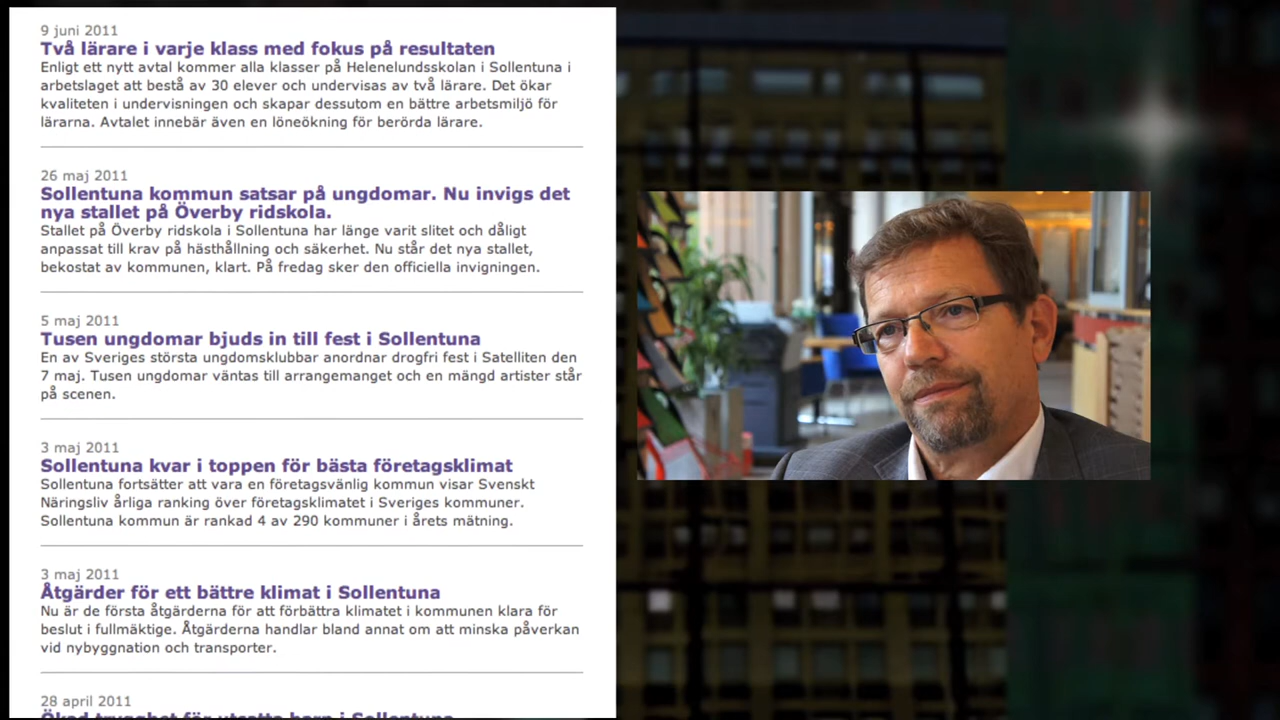 9 juni 2011
Två lärare i varje klass med fokus på resultaten
Enligt ett nytt avtal kommer alla klasser på Helenelundsskolan i Sollentuna i
arbetslaget att bestå av 30 elever och undervisas av två lärare. Det ökar
kvaliteten i undervisningen och skapar dessutom en bättre arbetsmiljö för
lärarna. Avtalet innebär även en löneökning för berörda lärare.
26 maj 2011
Sollentuna kommun satsar på ungdomar. Nu invigs det
nya stallet på Överby ridskola.
Stallet på Överby ridskola i Sollentuna har länge varit slitet och dåligt
anpassat till krav på hästhållning och säkerhet. Nu står det nya stallet,
bekostat av kommunen, klart. På fredag sker den officiella invigningen.
5 maj 2011
Tusen ungdomar bjuds in till fest i Sollentuna
En av Sveriges största ungdomsklubbar anordnar drogfri fest i Satelliten den
7 maj. Tusen ungdomar väntas till arrangemanget och en mängd artister står
på scenen.
3 maj 2011
Sollentuna kvar i toppen för bästa företagsklimat
Sollentuna fortsätter att vara en företagsvänlig kommun visar Svenskt
Näringsliv årliga ranking över företagsklimatet i Sveriges kommuner.
Sollentuna kommun är rankad 4 av 290 kommuner i årets mätning.
3 maj 2011
Åtgärder för ett bättre klimat i Sollentuna
Nu är de första åtgärderna för att förbättra klimatet i kommunen klara för
beslut i fullmäktige. Åtgärderna handlar bland annat om att minska påverkan
vid nybyggnation och transporter.
28 april 2011
Ökad trygghet för utsatta barn i Sollentuna